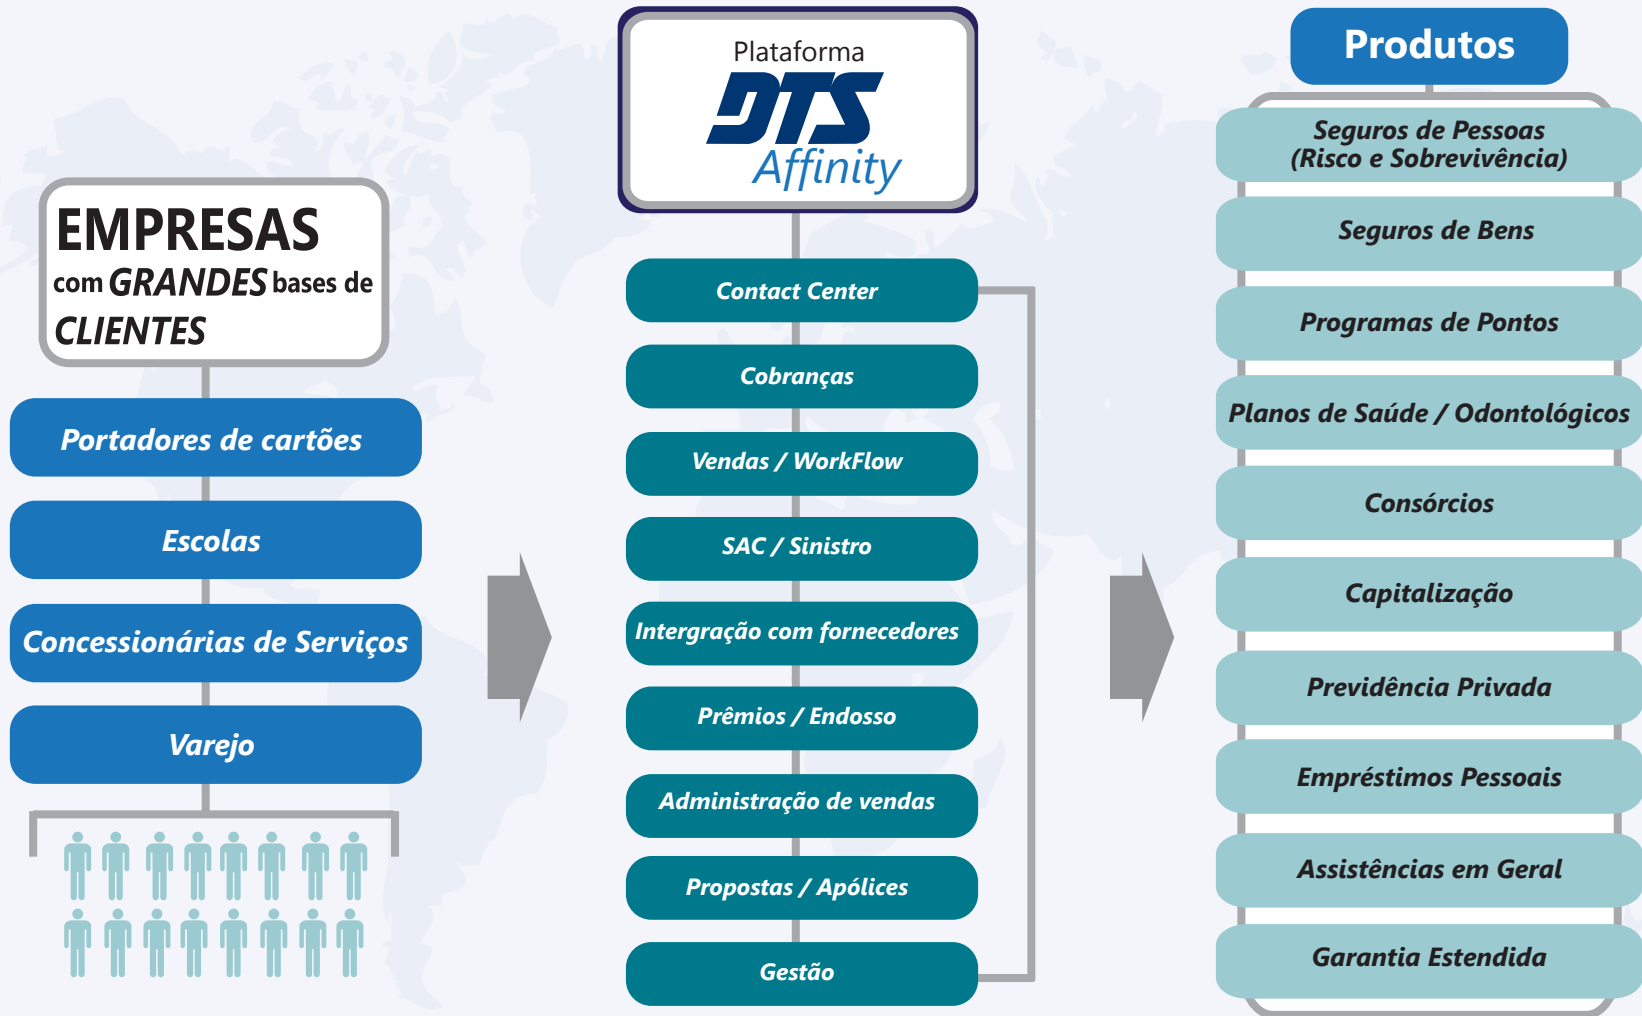 EMPRESAS
com GRANDES bases de
CLIENTES
Portadores de cartões
Escolas
Concessionárias de Serviços
Varejo
Plataforma
DTS
Affinity
Contact Center
Cobranças
Vendas / WorkFlow
SAC / Sinistro
Intergração com fornecedores
Prêmios / Endosso
Administração de vendas
Propostas / Apólices
Gestão
Produtos
Seguros de Pessoas
(Risco e Sobrevivência)
Seguros de Bens
Programas de Pontos
Planos de Saúde / Odontológicos
Consórcios
Capitalização
Previdência Privada
Empréstimos Pessoais
Assistências em Geral
Garantia Estendida